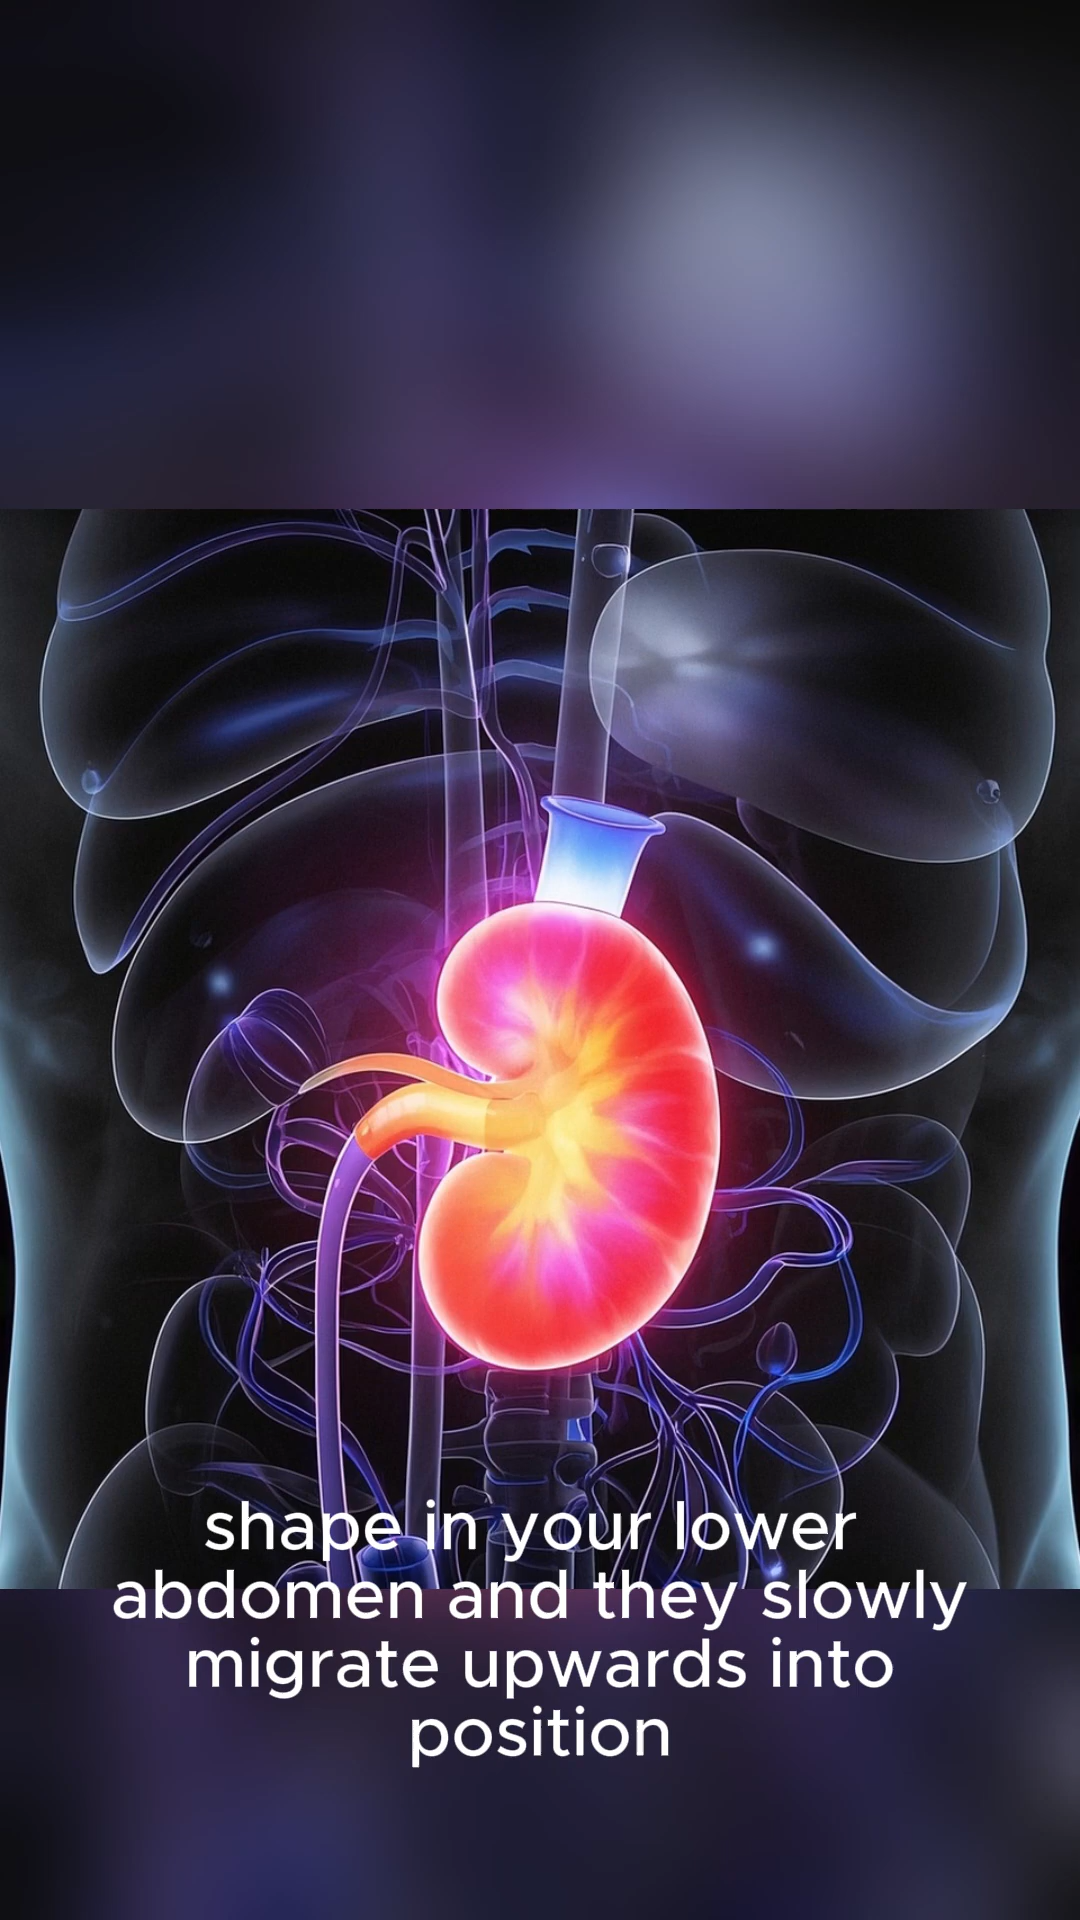 shape in your lower
abdomen and they slowly
migrate upwards into
position